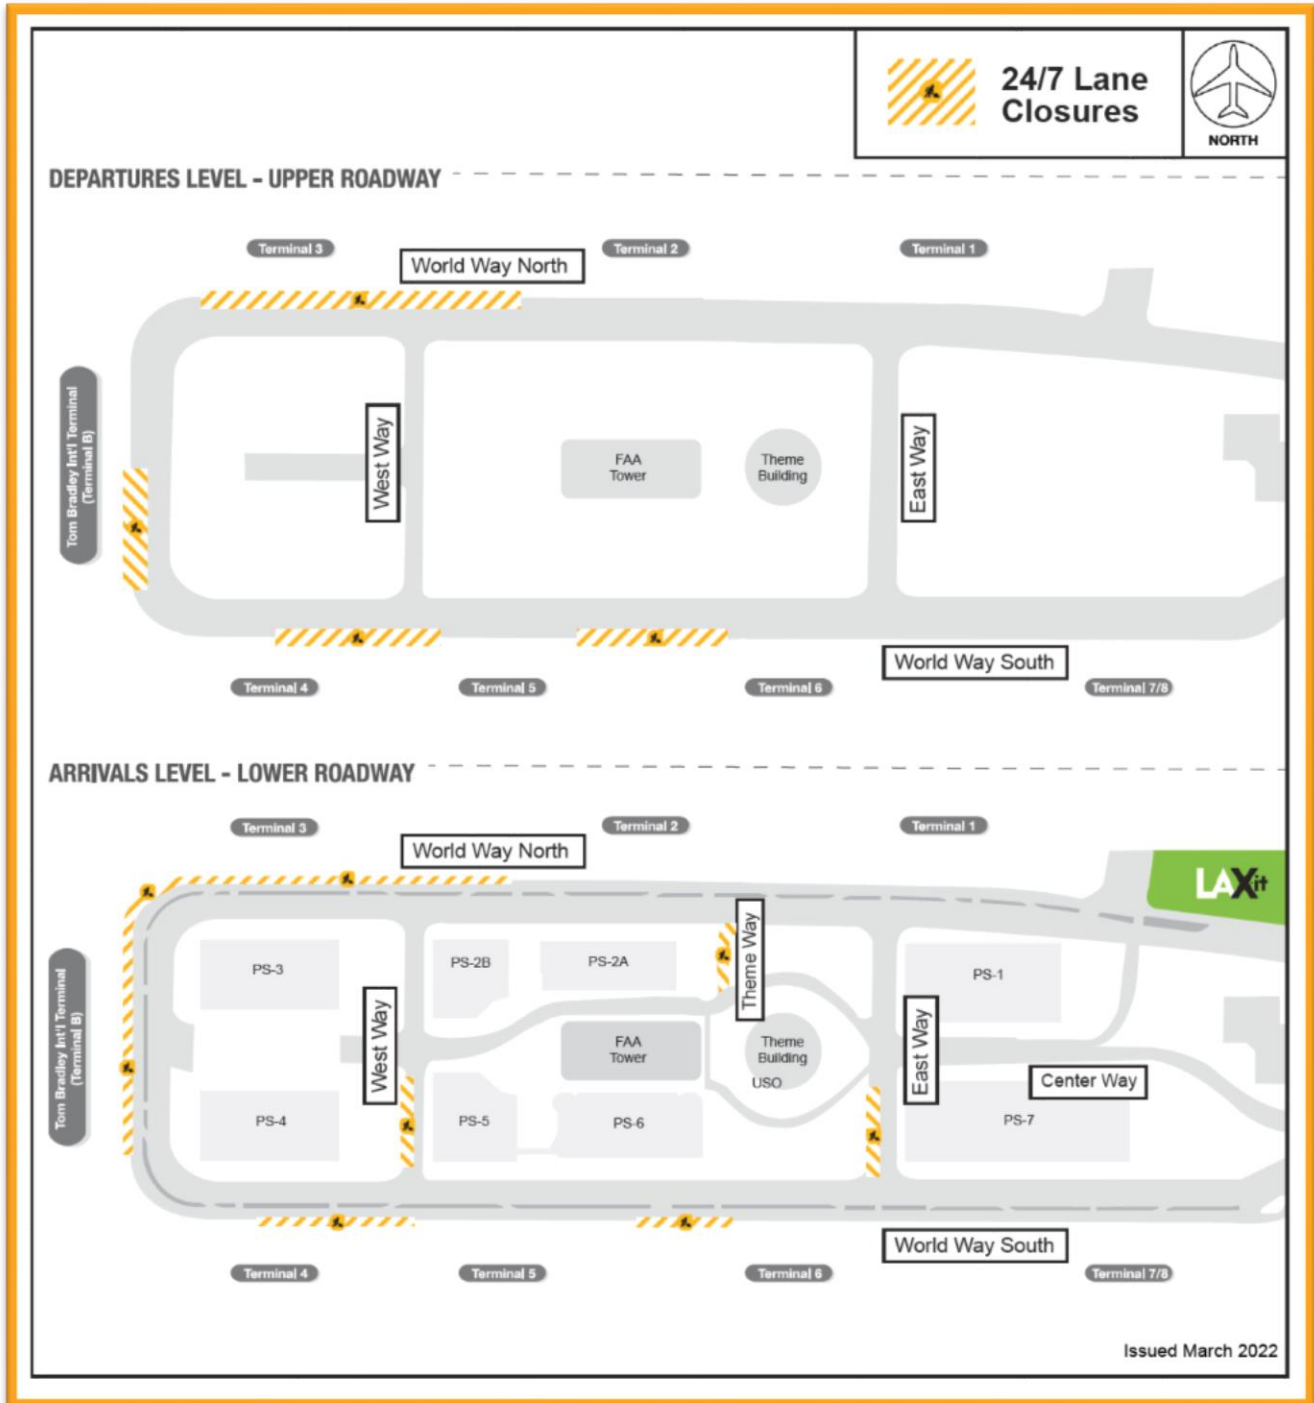 24/7 Lane
Closures
NORTH
DEPARTURES LEVEL - UPPER ROADWAY
Terminal 3
Terminal 2
Terminal 1
World Way North
Tom Bradley Int'l Terminal
(Terminal B)
West Way
FAA
Tower
Theme
Building
East Way
World Way South
Terminal 4
Terminal 5
Terminal 6
Terminal 7/8
ARRIVALS LEVEL - LOWER ROADWAY
Terminal 3
Terminal 2
Terminal 1
World Way North
LAXit
Theme Way
PS-3
PS-2B
PS-2A
PS-1
Tom Bradley Int'l Terminal
(Terminal B)
West Way
FAA
Tower
Theme
Building
USO
East Way
Center Way
PS-4
PS-5
PS-6
PS-7
World Way South
Terminal 4
Terminal 5
Terminal 6
Terminal 7/8
Issued March 2022